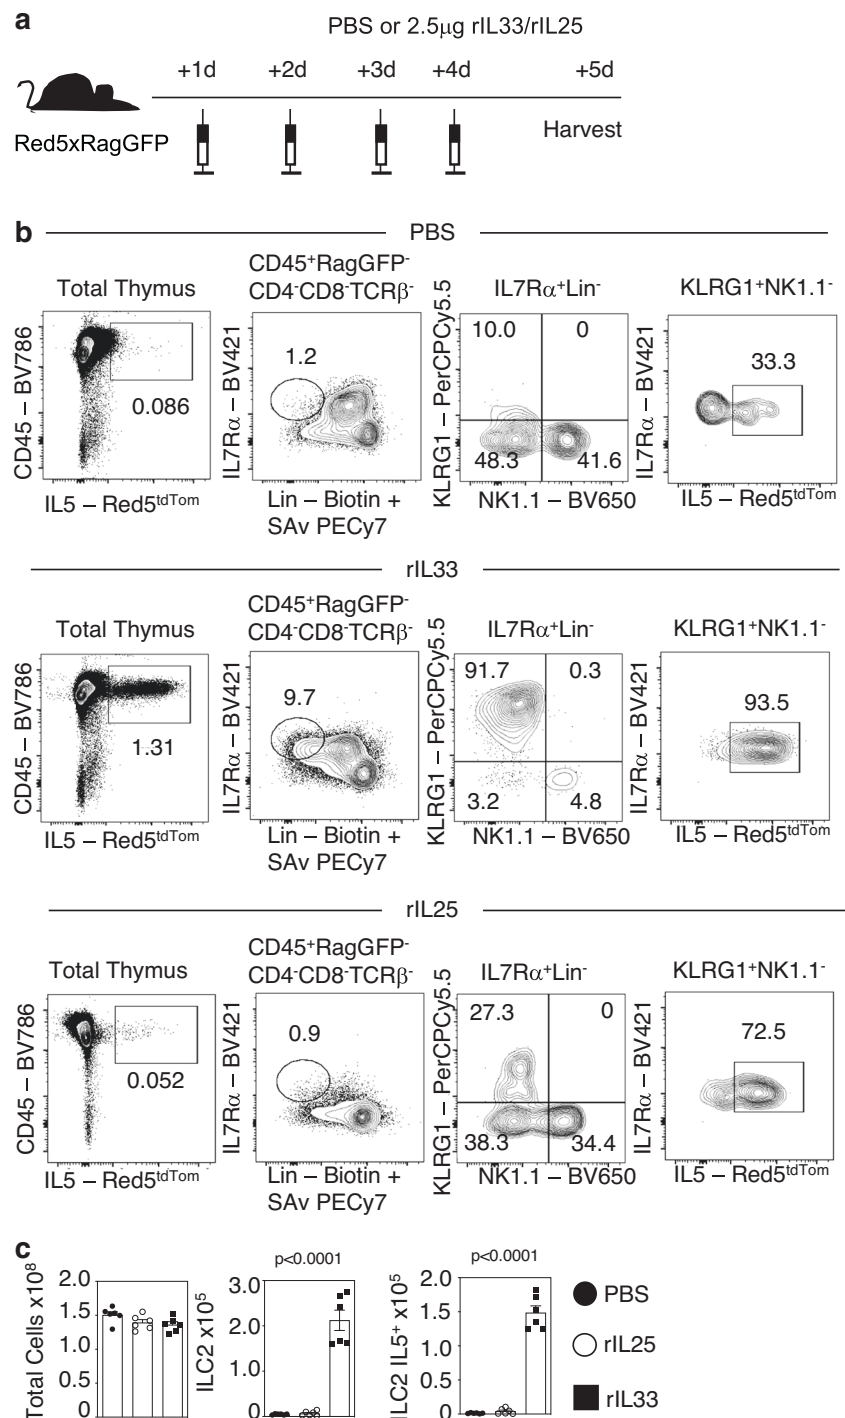 a
PBS or 2.5μg rIL33/rIL25
+1d +2d +3d +4d +5d
Red5xRagGFP
Harvest
b
PBS
Total Thymus
CD45⁺RagGFP⁻
CD4⁻CD8⁻TCRβ⁻
IL7Rα⁺Lin⁻
KLRG1⁺NK1.1⁻
CD45 – BV786
0.086
IL5 – Red5ᵗᵈᵀᵒᵐ
IL7Rα – BV421
1.2
Lin – Biotin +
SAv PECy7
KLRG1 – PerCPCy5.5
10.0 0
48.3 41.6
NK1.1 – BV650
IL7Rα – BV421
33.3
IL5 – Red5ᵗᵈᵀᵒᵐ
rIL33
Total Thymus
CD45⁺RagGFP⁻
CD4⁻CD8⁻TCRβ⁻
IL7Rα⁺Lin⁻
KLRG1⁺NK1.1⁻
CD45 – BV786
1.31
IL5 – Red5ᵗᵈᵀᵒᵐ
IL7Rα – BV421
9.7
Lin – Biotin +
SAv PECy7
KLRG1 – PerCPCy5.5
91.7 0.3
3.2 4.8
NK1.1 – BV650
IL7Rα – BV421
93.5
IL5 – Red5ᵗᵈᵀᵒᵐ
rIL25
Total Thymus
CD45⁺RagGFP⁻
CD4⁻CD8⁻TCRβ⁻
IL7Rα⁺Lin⁻
KLRG1⁺NK1.1⁻
CD45 – BV786
0.052
IL5 – Red5ᵗᵈᵀᵒᵐ
IL7Rα – BV421
0.9
Lin – Biotin +
SAv PECy7
KLRG1 – PerCPCy5.5
27.3 0
38.3 34.4
NK1.1 – BV650
IL7Rα – BV421
72.5
IL5 – Red5ᵗᵈᵀᵒᵐ
c
Total Cells x10⁸
2.0
1.5
1.0
0.5
0
p<0.0001
ILC2 x10⁵
3.0
2.0
1.0
0
p<0.0001
ILC2 IL5⁺ x10⁵
2.0
1.5
1.0
0.5
0
PBS
rIL25
rIL33